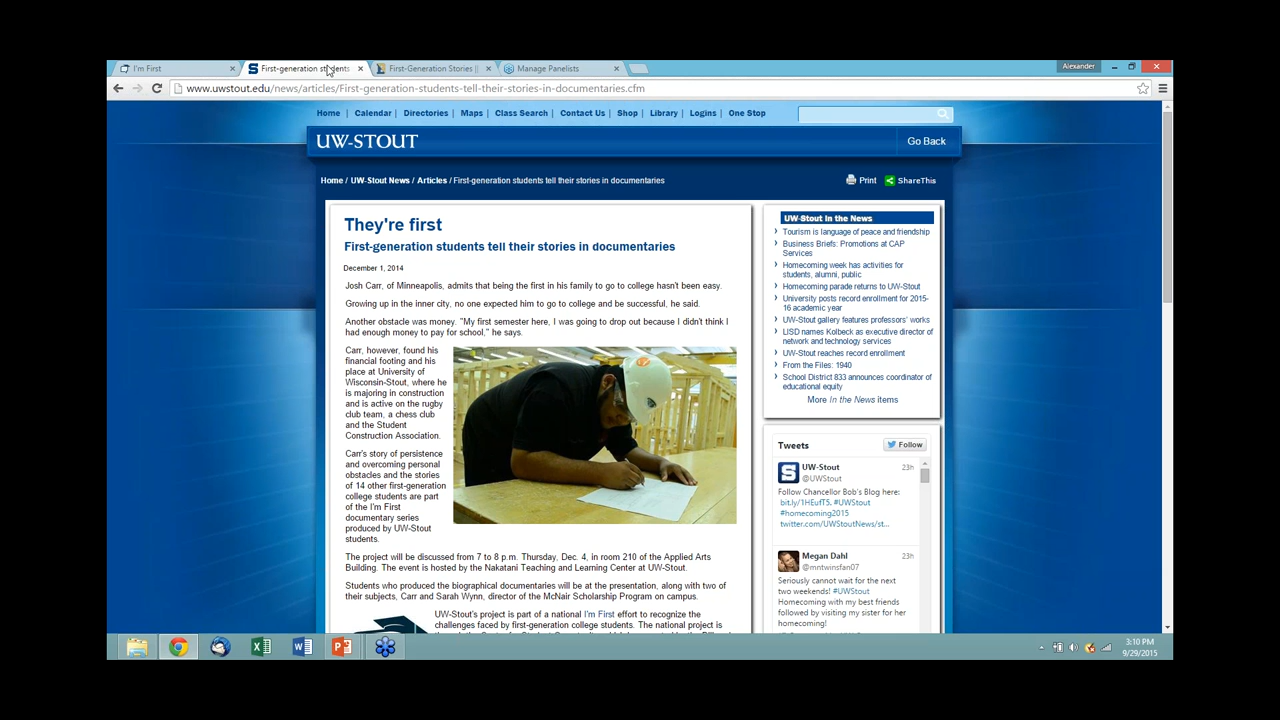 I'm First
First-generation students
First-Generation Stories ||
Manage Panelists
Alexander
www.uwstout.edu/news/articles/First-generation-students-tell-their-stories-in-documentaries.cfm
Home | Calendar | Directories | Maps | Class Search | Contact Us | Shop | Library | Logins | One Stop
UW-STOUT
Go Back
Home / UW-Stout News / Articles / First-generation students tell their stories in documentaries
Print
ShareThis
They're first
First-generation students tell their stories in documentaries
December 1, 2014
Josh Carr, of Minneapolis, admits that being the first in his family to go to college hasn't been easy.
Growing up in the inner city, no one expected him to go to college and be successful, he said.
Another obstacle was money. "My first semester here, I was going to drop out because I didn't think I
had enough money to pay for school," he says.
Carr, however, found his
financial footing and his
place at University of
Wisconsin-Stout, where he
is majoring in construction
and is active on the rugby
club team, a chess club
and the Student
Construction Association.
Carr's story of persistence
and overcoming personal
obstacles and the stories
of 14 other first-generation
college students are part
of the I'm First
documentary series
produced by UW-Stout
students.
The project will be discussed from 7 to 8 p.m. Thursday, Dec. 4, in room 210 of the Applied Arts
Building. The event is hosted by the Nakatani Teaching and Learning Center at UW-Stout.
Students who produced the biographical documentaries will be at the presentation, along with two of
their subjects, Carr and Sarah Wynn, director of the McNair Scholarship Program on campus.
UW-Stout's project is part of a national I'm First effort to recognize the
challenges faced by first-generation college students. The national project is
UW-Stout In the News
Tourism is language of peace and friendship
Business Briefs: Promotions at CAP
Services
Homecoming week has activities for
students, alumni, public
Homecoming parade returns to UW-Stout
University posts record enrollment for 2015-
16 academic year
UW-Stout gallery features professors' works
LISD names Kolbeck as executive director of
network and technology services
UW-Stout reaches record enrollment
From the Files: 1940
School District 833 announces coordinator of
educational equity
More In the News items
Tweets
Follow
UW-Stout
23h
@UWStout
Follow Chancellor Bob's Blog here:
bit.ly/1HEufT5. #UWStout
#homecoming2015
twitter.com/UWStoutNews/st...
Megan Dahl
23h
@mntwinsfan07
Seriously cannot wait for the next
two weekends! #UWStout
Homecoming with my best friends
followed by visiting my sister for her
homecoming!
3:10 PM
9/29/2015